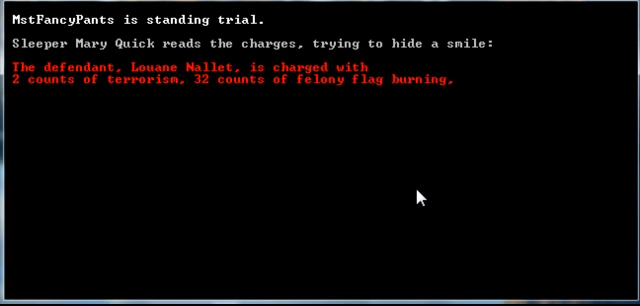 MstFancyPants is standing trial.
Sleeper Mary Quick reads the charges, trying to hide a smile:
The defendant, Louane Nallet, is charged with
2 counts of terrorism, 32 counts of felony flag burning,